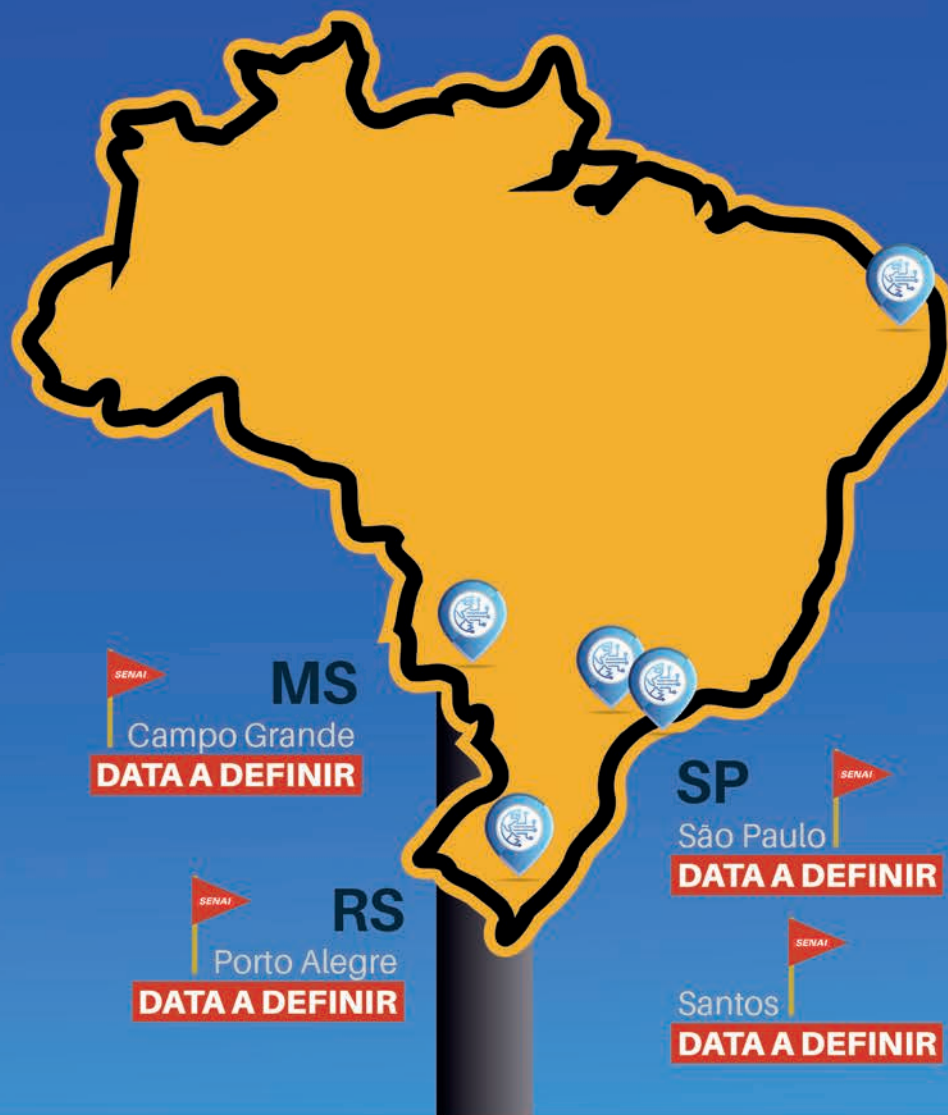 SENAI
MS
Campo Grande
DATA A DEFINIR
SENAI
RS
Porto Alegre
DATA A DEFINIR
SP
SENAI
São Paulo
DATA A DEFINIR
SENAI
Santos
DATA A DEFINIR